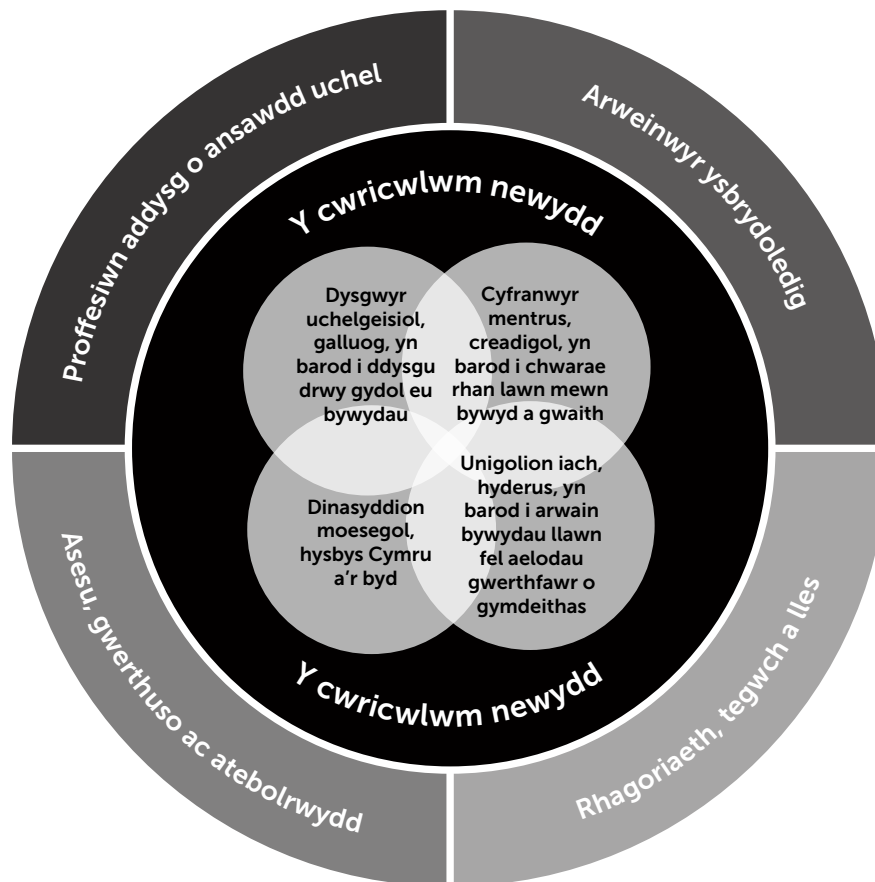 Proffesiwn addysg o ansawdd uchel
Arweinwyr ysbrydoledig
Y cwricwlwm newydd
Dysgwyr
uchelgeisiol,
galluog, yn
barod i ddysgu
drwy gydol eu
bywydau
Cyfranwyr
mentrus,
creadigol, yn
barod i chwarae
rhan lawn mewn
bywyd a gwaith
Dinasyddion
moesegol,
hysbys Cymru
a'r byd
Unigolion iach,
hyderus, yn
barod i arwain
bywydau llawn
fel aelodau
gwerthfawr o
gymdeithas
Y cwricwlwm newydd
Asesu, gwerthuso ac atebolrwydd
Rhagoriaeth, tegwch a lles